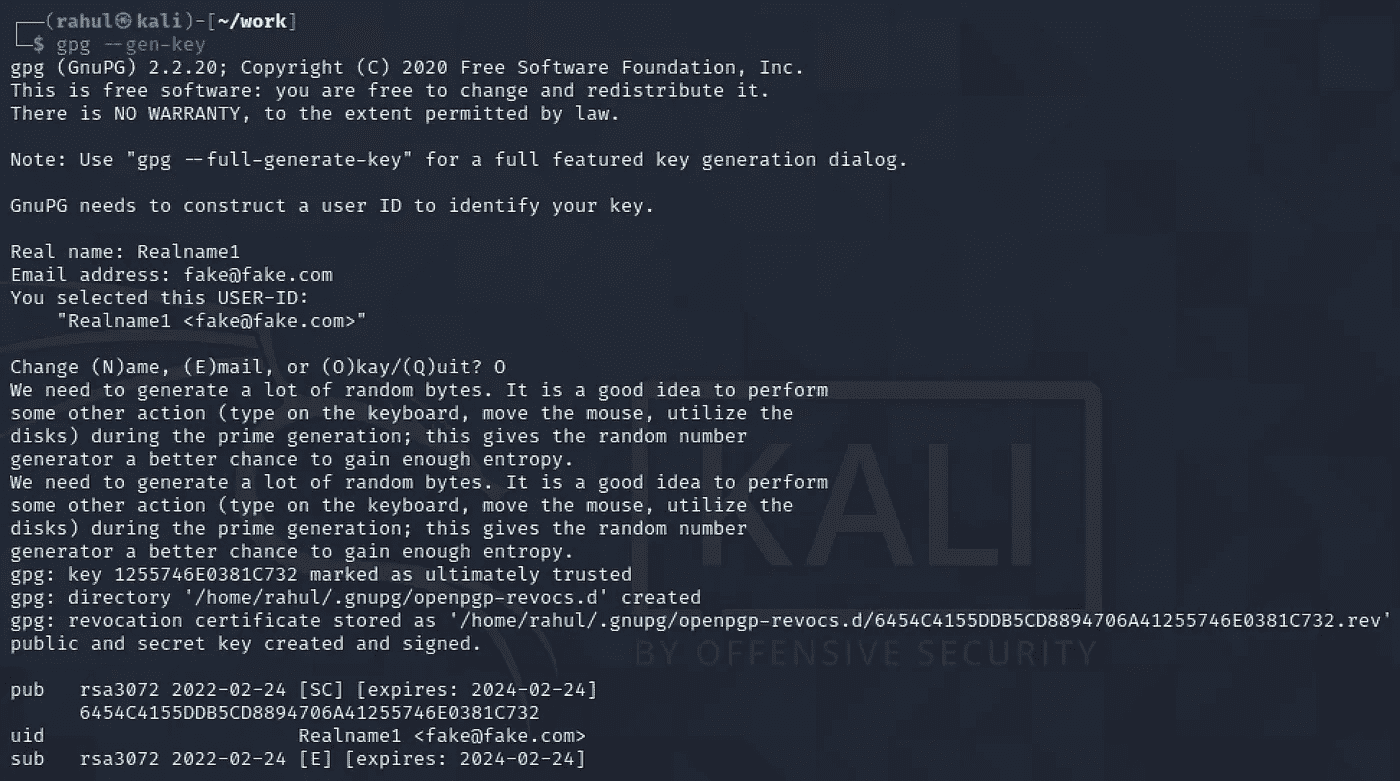 ┌──(rahul㉿kali)-[~/work]
└─$ gpg --gen-key
gpg (GnuPG) 2.2.20; Copyright (C) 2020 Free Software Foundation, Inc.
This is free software: you are free to change and redistribute it.
There is NO WARRANTY, to the extent permitted by law.

Note: Use "gpg --full-generate-key" for a full featured key generation dialog.

GnuPG needs to construct a user ID to identify your key.

Real name: Realname1
Email address: fake@fake.com
You selected this USER-ID:
    "Realname1 <fake@fake.com>"

Change (N)ame, (E)mail, or (O)kay/(Q)uit? O
We need to generate a lot of random bytes. It is a good idea to perform
some other action (type on the keyboard, move the mouse, utilize the
disks) during the prime generation; this gives the random number
generator a better chance to gain enough entropy.
We need to generate a lot of random bytes. It is a good idea to perform
some other action (type on the keyboard, move the mouse, utilize the
disks) during the prime generation; this gives the random number
generator a better chance to gain enough entropy.
gpg: key 1255746E0381C732 marked as ultimately trusted
gpg: directory '/home/rahul/.gnupg/openpgp-revocs.d' created
gpg: revocation certificate stored as '/home/rahul/.gnupg/openpgp-revocs.d/6454C4155DDB5CD8894706A41255746E0381C732.rev'
public and secret key created and signed.

pub   rsa3072 2022-02-24 [SC] [expires: 2024-02-24]
      6454C4155DDB5CD8894706A41255746E0381C732
uid                      Realname1 <fake@fake.com>
sub   rsa3072 2022-02-24 [E] [expires: 2024-02-24]
KALI
BY OFFENSIVE SECURITY